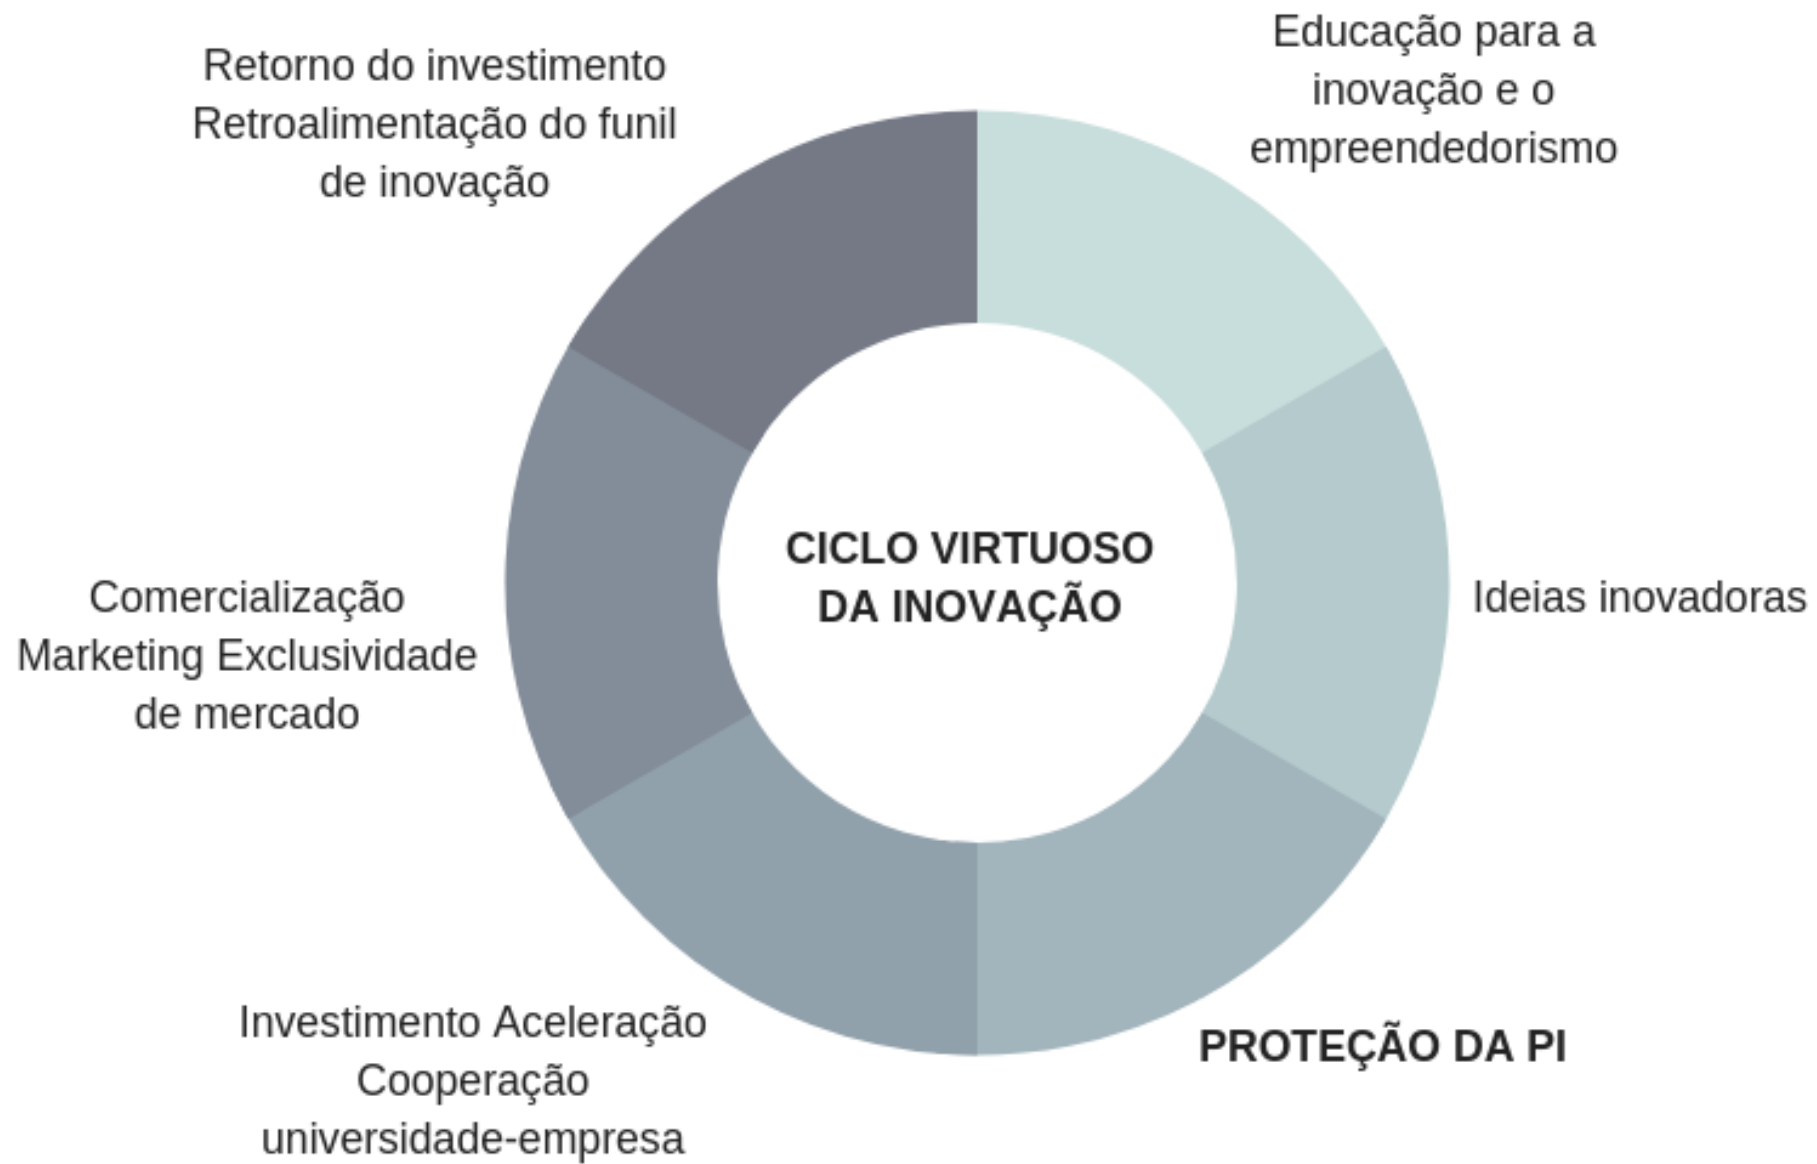 Educação para a
inovação e o
empreendedorismo
Retorno do investimento
Retroalimentação do funil
de inovação
CICLO VIRTUOSO
DA INOVAÇÃO
Ideias inovadoras
Comercialização
Marketing Exclusividade
de mercado
PROTEÇÃO DA PI
Investimento Aceleração
Cooperação
universidade-empresa